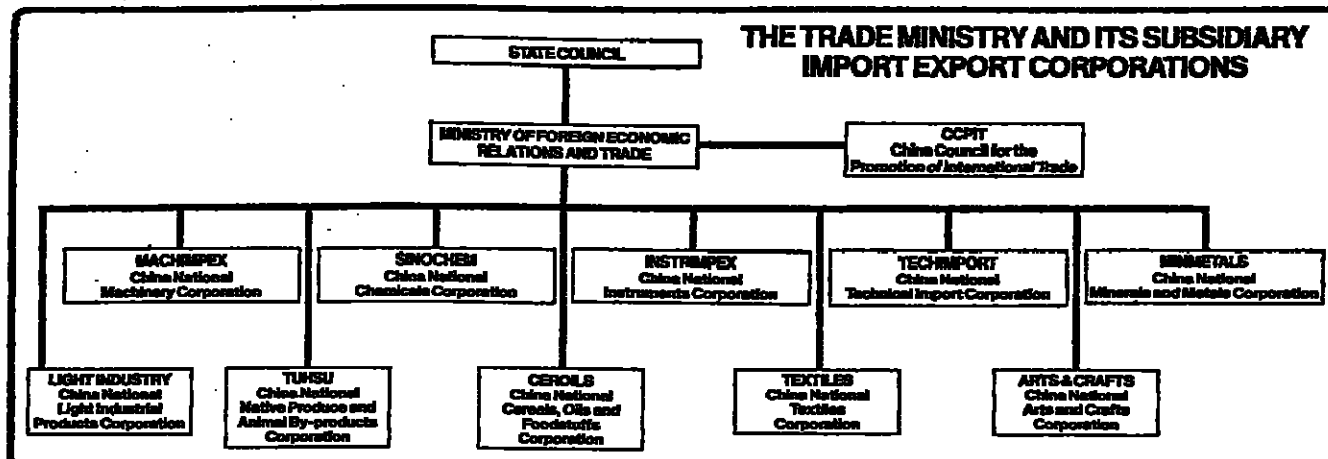 THE TRADE MINISTRY AND ITS SUBSIDIARY
IMPORT EXPORT CORPORATIONS
STATE COUNCIL
MINISTRY OF FOREIGN ECONOMIC
RELATIONS AND TRADE
CCPIT
China Council for the
Promotion of International Trade
MACHIMPEX
China National
Machinery Corporation
SINOCHEM
China National
Chemicals Corporation
INSTRIMPEX
China National
Instruments Corporation
TECHIMPORT
China National
Technical Import Corporation
MINMETALS
China National
Minerals and Metals Corporation
LIGHT INDUSTRY
China National
Light Industrial
Products Corporation
TUHSU
China National
Native Produce and
Animal By-products
Corporation
CEROILS
China National
Cereals, Oils and
Foodstuffs
Corporation
TEXTILES
China National
Textiles
Corporation
ARTS & CRAFTS
China National
Arts and Crafts
Corporation